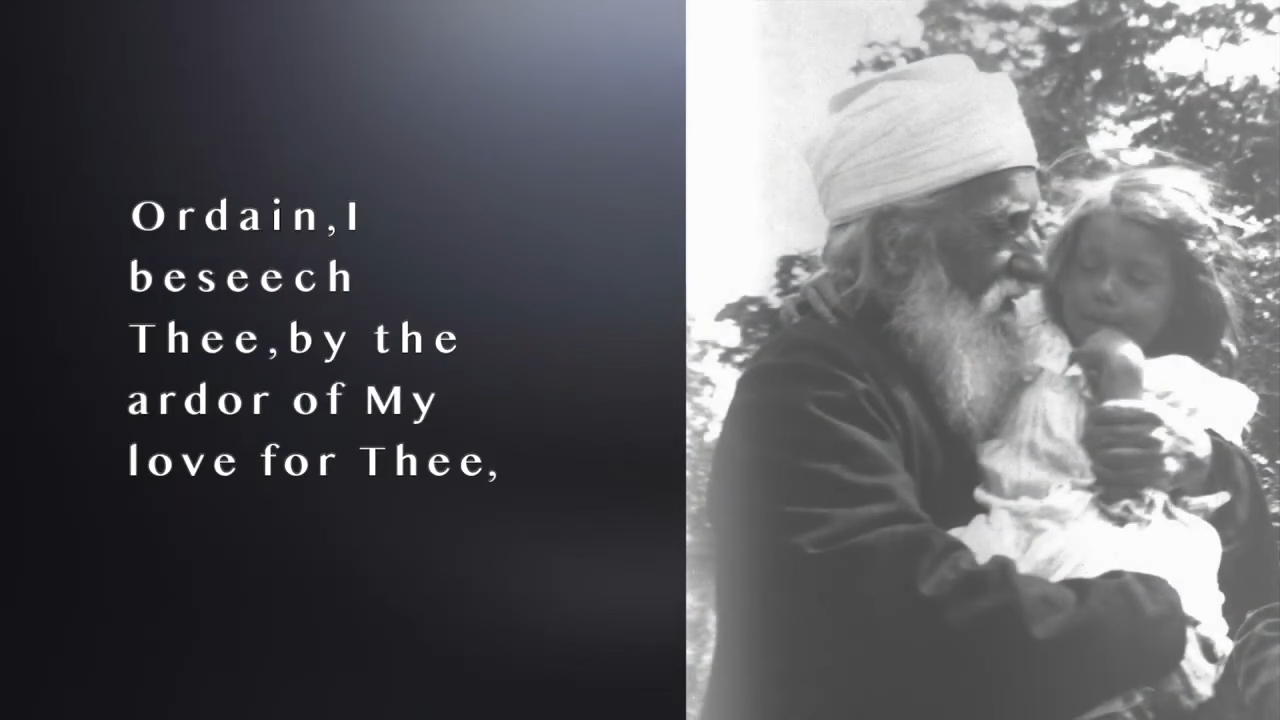 Ordain,I
beseech
Thee,by the
ardor of My
love for Thee,